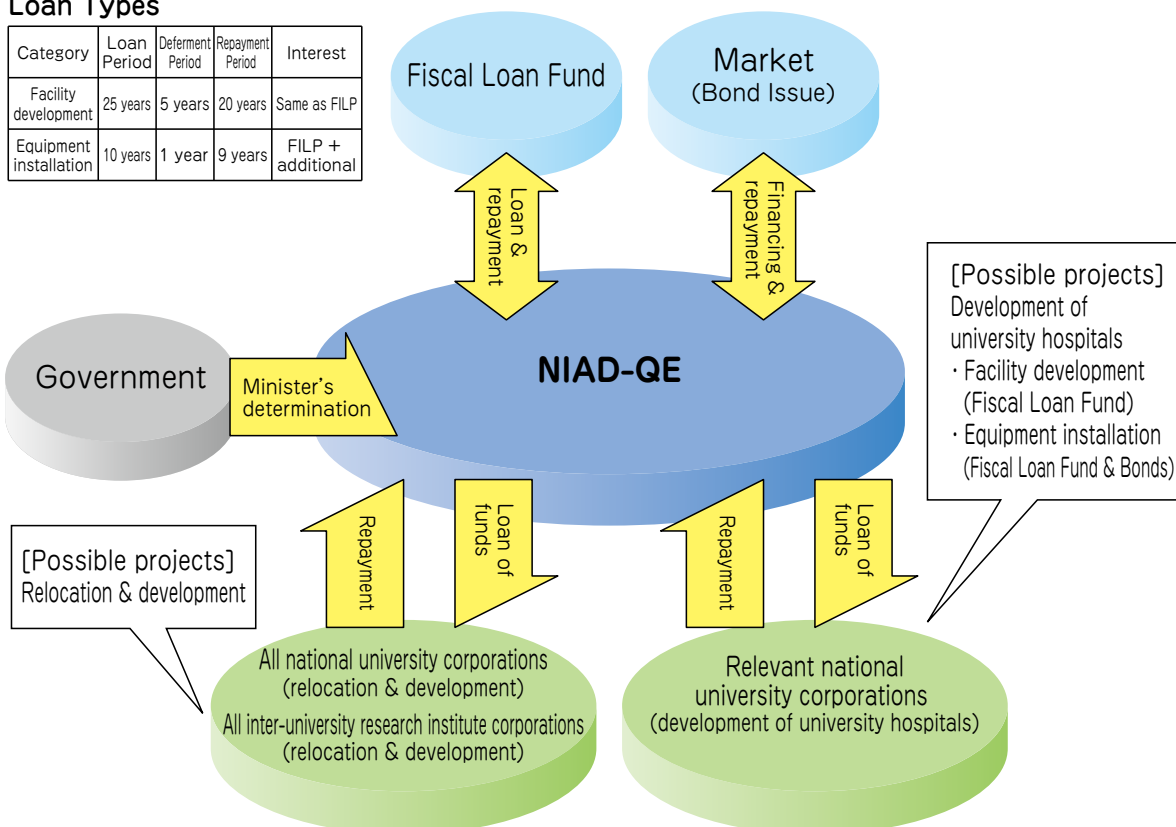 Loan Types
Category Loan Period Deferment Period Repayment Period Interest
Facility development 25 years 5 years 20 years Same as FILP
Equipment installation 10 years 1 year 9 years FILP + additional
Fiscal Loan Fund
Market
(Bond Issue)
Loan &
repayment
Financing &
repayment
Government
Minister's
determination
NIAD-QE
[Possible projects]
Development of
university hospitals
・Facility development
(Fiscal Loan Fund)
・Equipment installation
(Fiscal Loan Fund & Bonds)
[Possible projects]
Relocation & development
Repayment
Loan of
funds
Repayment
Loan of
funds
All national university corporations
(relocation & development)
All inter-university research institute corporations
(relocation & development)
Relevant national
university corporations
(development of university hospitals)